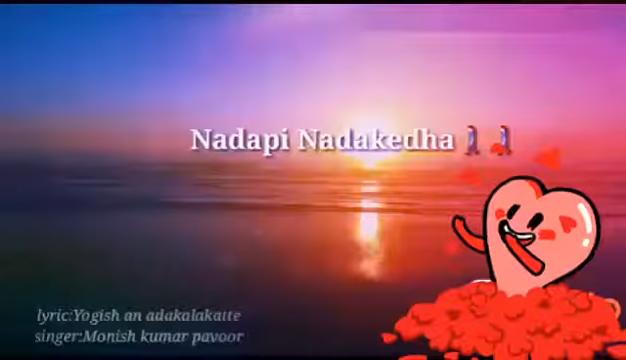 Nadapi Nadakedha 🚶🚶
lyric:Yogish an adakalakatte
singer:Monish kumar pavoor